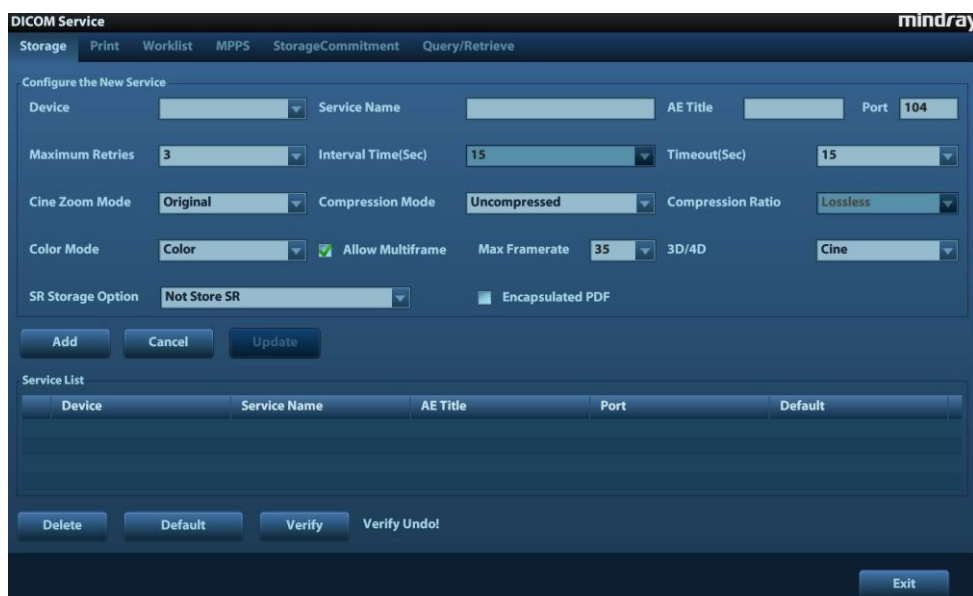 DICOM Service mindray
Storage Print Worklist MPPS StorageCommitment Query/Retrieve
Configure the New Service
Device Service Name AE Title Port 104
Maximum Retries 3 Interval Time(Sec) 15 Timeout(Sec) 15
Cine Zoom Mode Original Compression Mode Uncompressed Compression Ratio Lossless
Color Mode Color Allow Multiframe Max Framerate 35 3D/4D Cine
SR Storage Option Not Store SR Encapsulated PDF
Add Cancel Update
Service List
Device Service Name AE Title Port Default
Delete Default Verify Verify Undo!
Exit